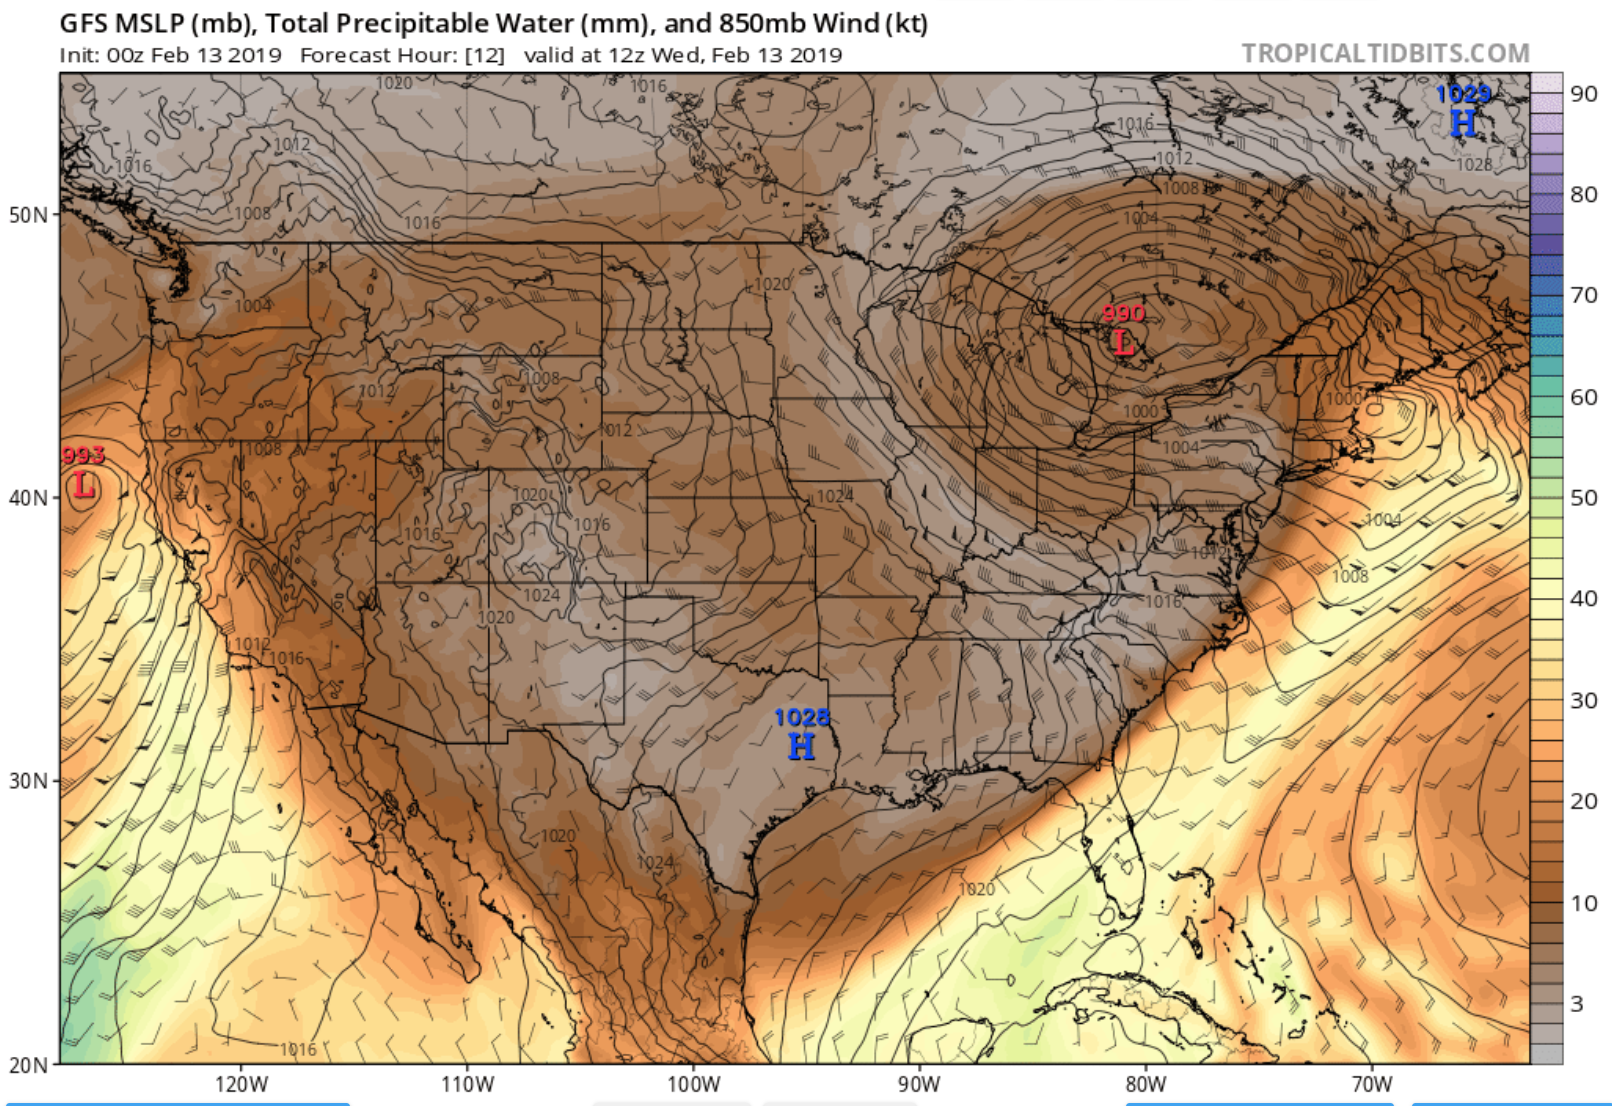 GFS MSLP (mb), Total Precipitable Water (mm), and 850mb Wind (kt)
Init: 00z Feb 13 2019 Forecast Hour: [12] valid at 12z Wed, Feb 13 2019 TROPICALTIDBITS.COM
1020 1016 1029 90
H
1016
1012 1016 1012 1028
1008 80
50N 1008 1016 1004
1020 70
1004 990
L
1012 1008 1000 1000 60
1008 1012 1004
993
L
40N 1020 1024 50
1016 1016 1004
1012
1008
1020 1024 1016 40
1012 1016
1028 30
H
30N
20
1020 1024
1020 10
3
1016
20N
120W 110W 100W 90W 80W 70W